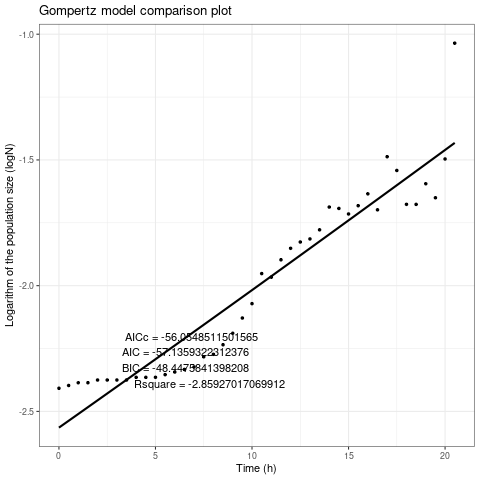 Gompertz model comparison plot
-1.0
-1.5
-2.0
-2.5
Logarithm of the population size (logN)
AICc = -56.0548511501565
AIC = -57.1359322312376
BIC = -48.4475841398208
Rsquare = -2.85927017069912
0 5 10 15 20
Time (h)